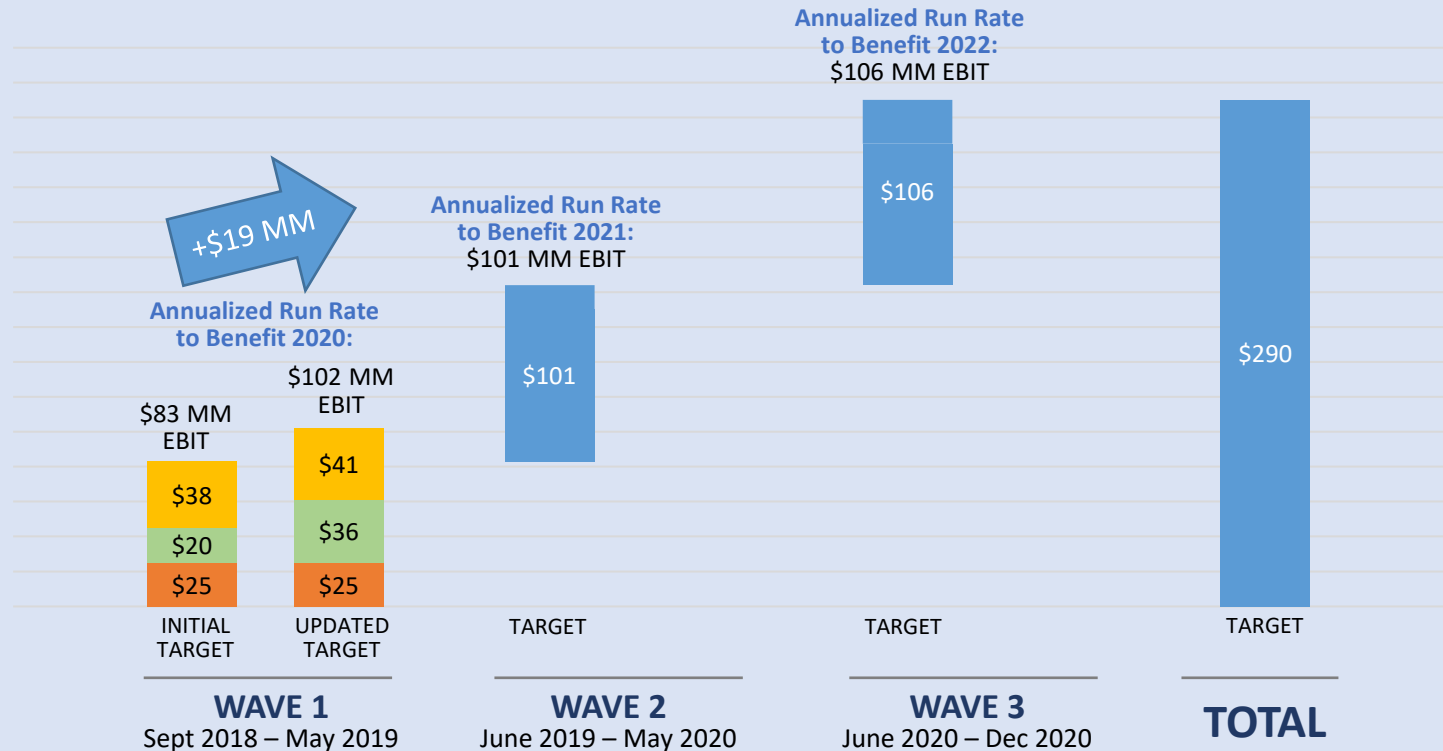 Annualized Run Rate
to Benefit 2022:
$106 MM EBIT
$106
+$19 MM
Annualized Run Rate
to Benefit 2021:
$101 MM EBIT
$101
Annualized Run Rate
to Benefit 2020:
$83 MM
EBIT
$38
$20
$25
$102 MM
EBIT
$41
$36
$25
$290
INITIAL
TARGET
UPDATED
TARGET
TARGET
TARGET
TARGET
WAVE 1
Sept 2018 – May 2019
WAVE 2
June 2019 – May 2020
WAVE 3
June 2020 – Dec 2020
TOTAL